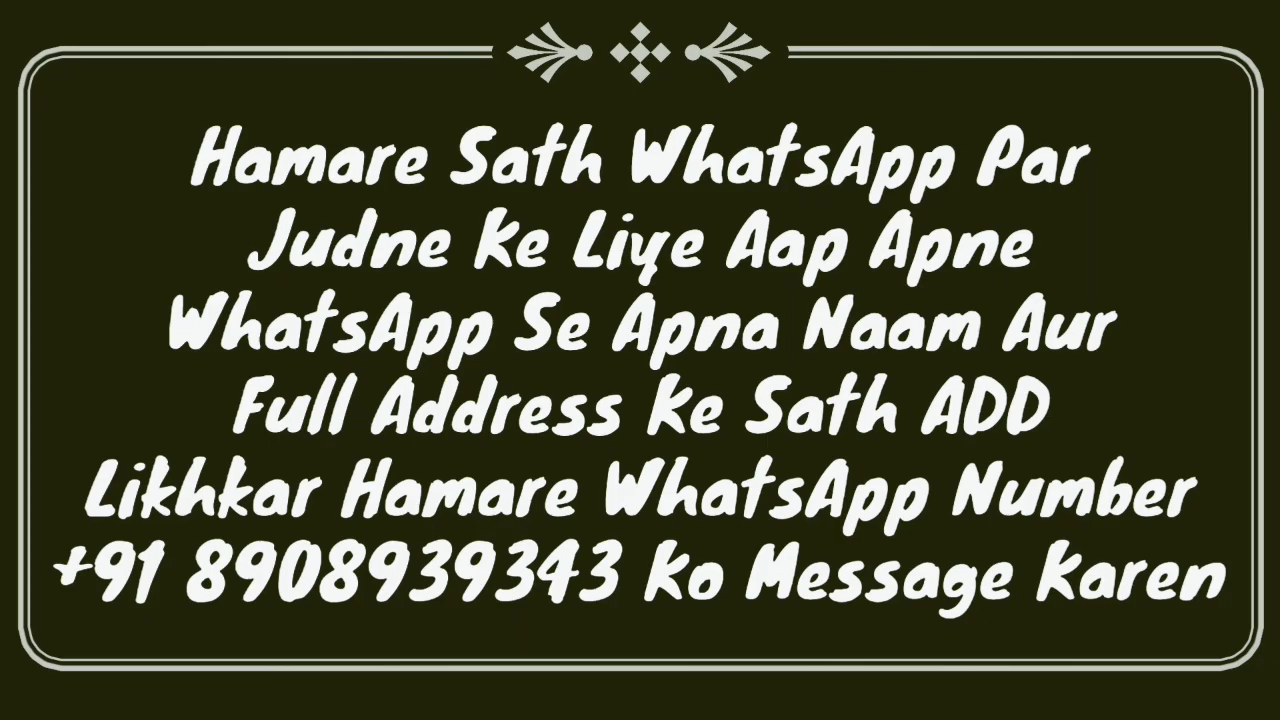 Hamare Sath WhatsApp Par
Judne Ke Liye Aap Apne
WhatsApp Se Apna Naam Aur
Full Address Ke Sath ADD
Likhkar Hamare WhatsApp Number
+91 8908939343 Ko Message Karen